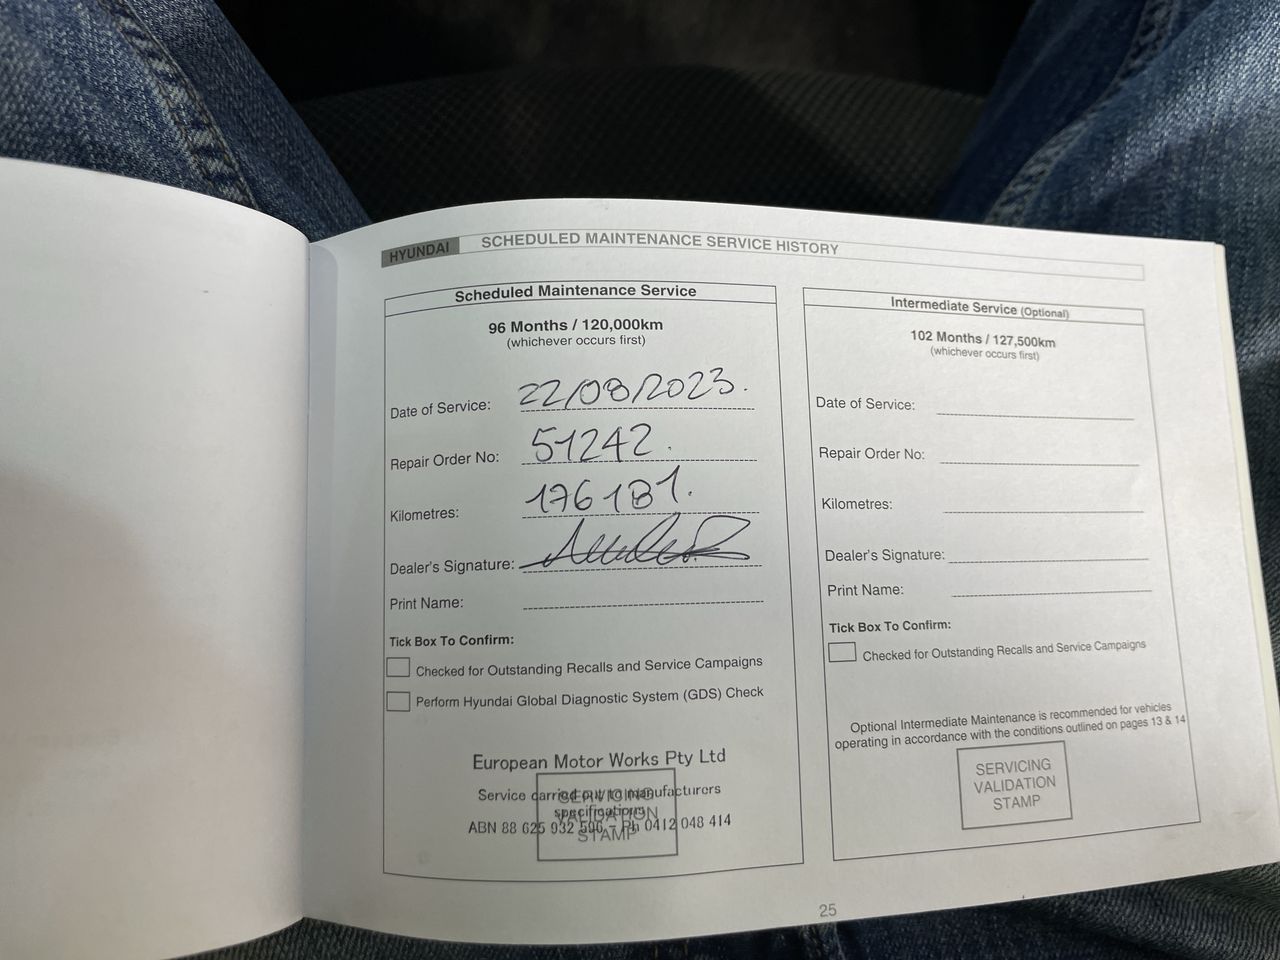 HYUNDAI SCHEDULED MAINTENANCE SERVICE HISTORY
Scheduled Maintenance Service
96 Months / 120,000km
(whichever occurs first)
Date of Service: 22/08/2023.
Repair Order No: 51242.
Kilometres: 176181.
Dealer's Signature:
Print Name:
Tick Box To Confirm:
Checked for Outstanding Recalls and Service Campaigns
Perform Hyundai Global Diagnostic System (GDS) Check
European Motor Works Pty Ltd
Service carried out to manufacturers
specifications
ABN 88 625 932 596 - Ph 0412 048 414
SERVICING
VALIDATION
STAMP
Intermediate Service (Optional)
102 Months / 127,500km
(whichever occurs first)
Date of Service:
Repair Order No:
Kilometres:
Dealer's Signature:
Print Name:
Tick Box To Confirm:
Checked for Outstanding Recalls and Service Campaigns
Optional Intermediate Maintenance is recommended for vehicles
operating in accordance with the conditions outlined on pages 13 & 14
SERVICING
VALIDATION
STAMP
25